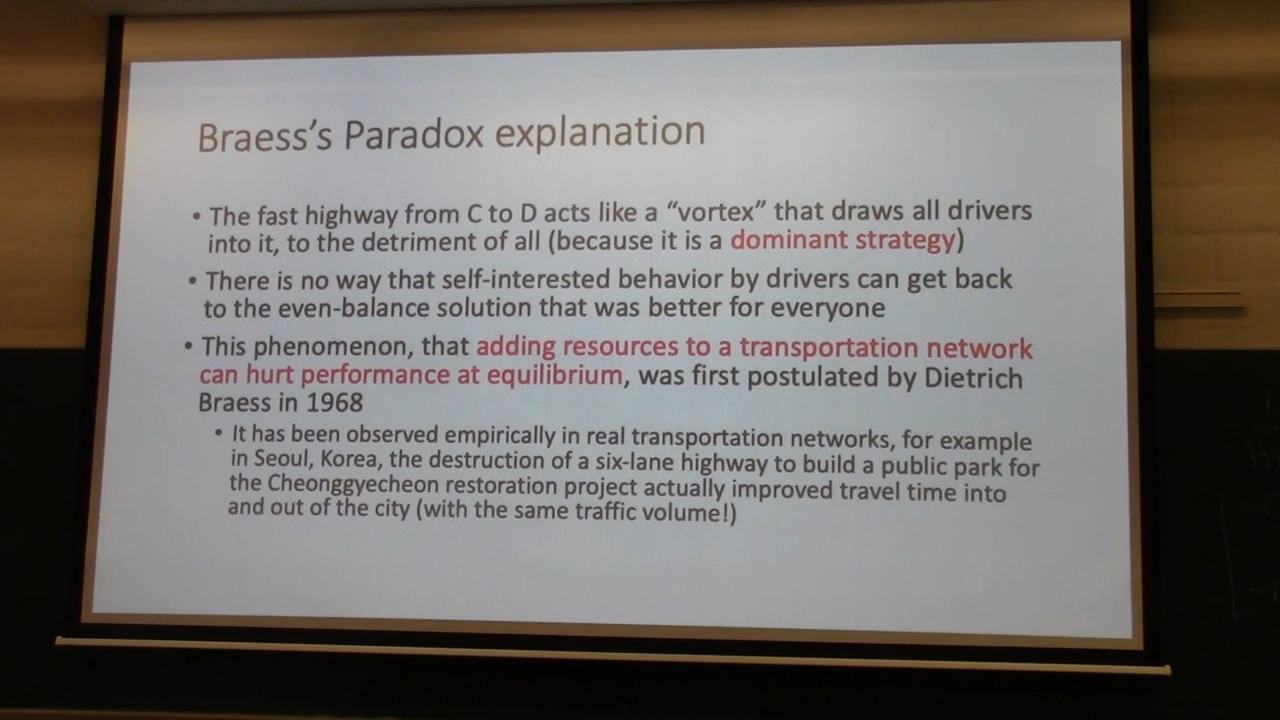 Braess's Paradox explanation
• The fast highway from C to D acts like a “vortex” that draws all drivers
into it, to the detriment of all (because it is a dominant strategy)
• There is no way that self-interested behavior by drivers can get back
to the even-balance solution that was better for everyone
• This phenomenon, that adding resources to a transportation network
can hurt performance at equilibrium, was first postulated by Dietrich
Braess in 1968
• It has been observed empirically in real transportation networks, for example
in Seoul, Korea, the destruction of a six-lane highway to build a public park for
the Cheonggyecheon restoration project actually improved travel time into
and out of the city (with the same traffic volume!)